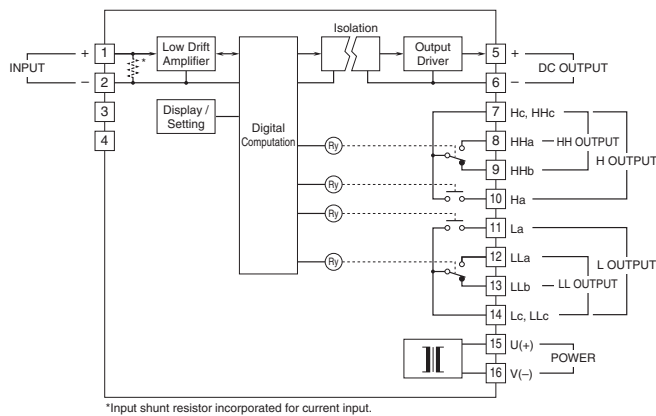 Isolation
INPUT
+
1
*
Low Drift
Amplifier
Output
Driver
5
+
DC OUTPUT
−
2
6
−
3
4
Display /
Setting
Digital
Computation
7
Hc, HHc
Ry
8
HHa
HH OUTPUT
9
HHb
H OUTPUT
Ry
10
Ha
Ry
11
La
Ry
12
LLa
L OUTPUT
13
LLb
LL OUTPUT
14
Lc, LLc
15
U(+)
POWER
16
V(−)
*Input shunt resistor incorporated for current input.